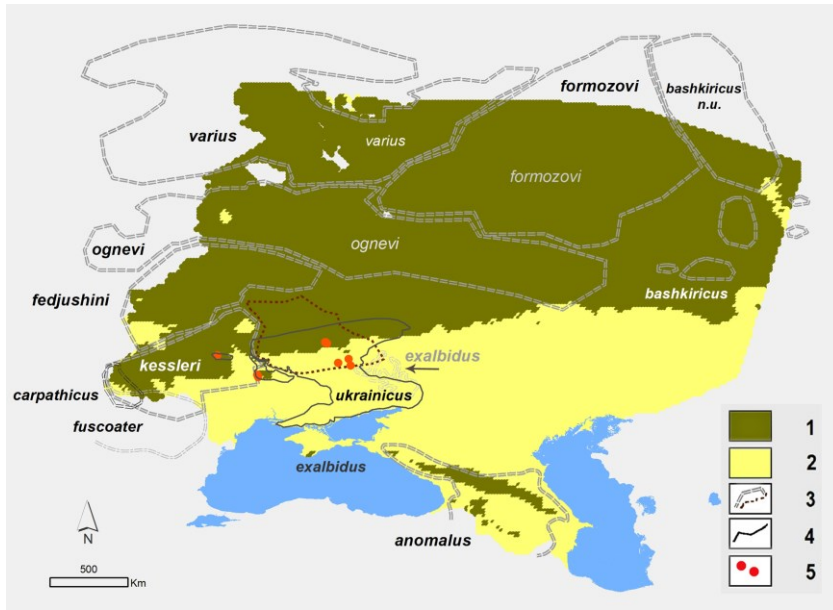 formozovi
bashkiricus
n.u.
varius
varius
formozovi
ognevi
ognevi
fedjushini
bashkiricus
kessleri
exalbidus
carpathicus
ukrainicus
fuscoater
exalbidus
anomalus
N
500
Km
1
2
3
4
5